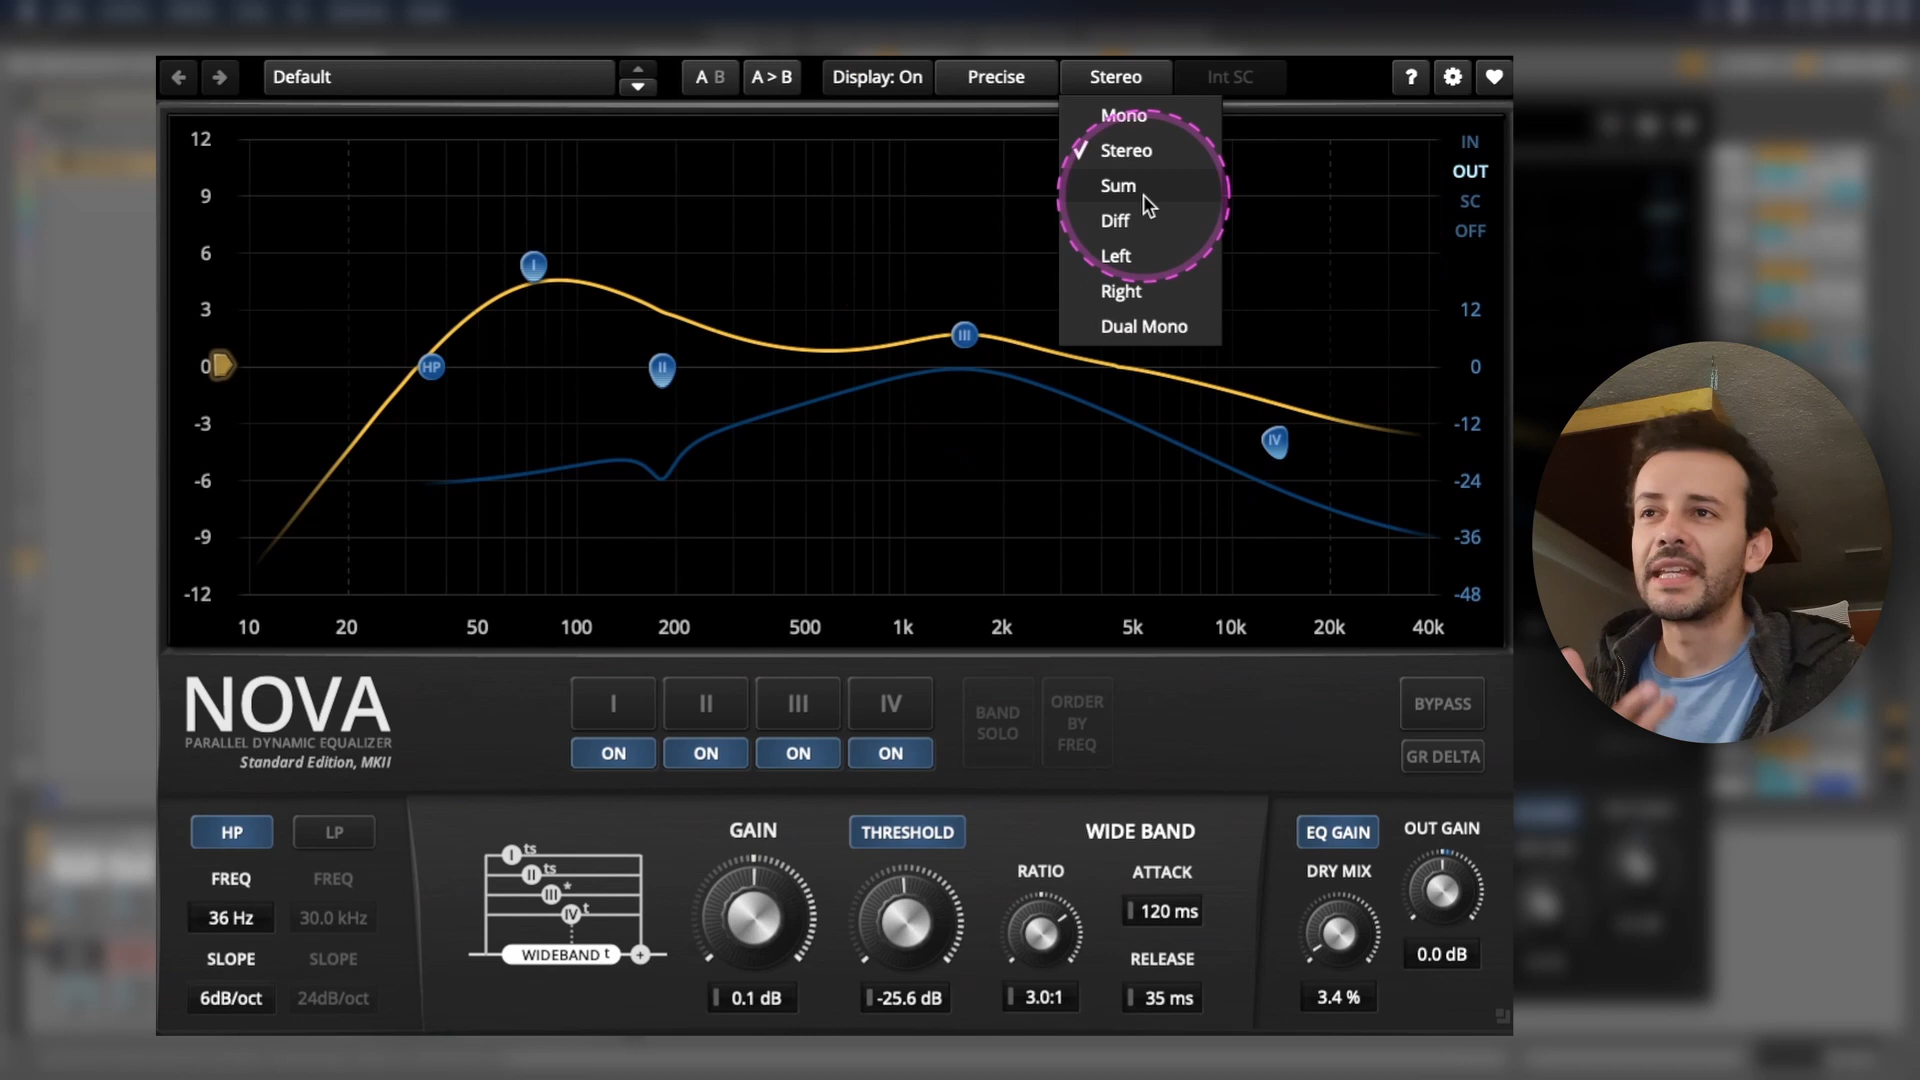 Default
A B
A > B
Display: On
Precise
Stereo
Int SC
?
Mono
Stereo
Sum
Diff
Left
Right
Dual Mono
12
9
6
3
0
-3
-6
-9
-12
IN
OUT
SC
OFF
12
0
-12
-24
-36
-48
I
HP
II
III
IV
10 20 50 100 200 500 1k 2k 5k 10k 20k 40k
NOVA
PARALLEL DYNAMIC EQUALIZER
Standard Edition, MKII
I II III IV
ON ON ON ON
BAND SOLO
ORDER BY FREQ
BYPASS
GR DELTA
HP LP
FREQ FREQ
36 Hz 30.0 kHz
SLOPE SLOPE
6dB/oct 24dB/oct
I ts
II ts
III *
IV t
WIDEBAND t
+
GAIN
0.1 dB
THRESHOLD
-25.6 dB
WIDE BAND
RATIO
3.0:1
ATTACK
120 ms
RELEASE
35 ms
EQ GAIN
DRY MIX
3.4 %
OUT GAIN
0.0 dB